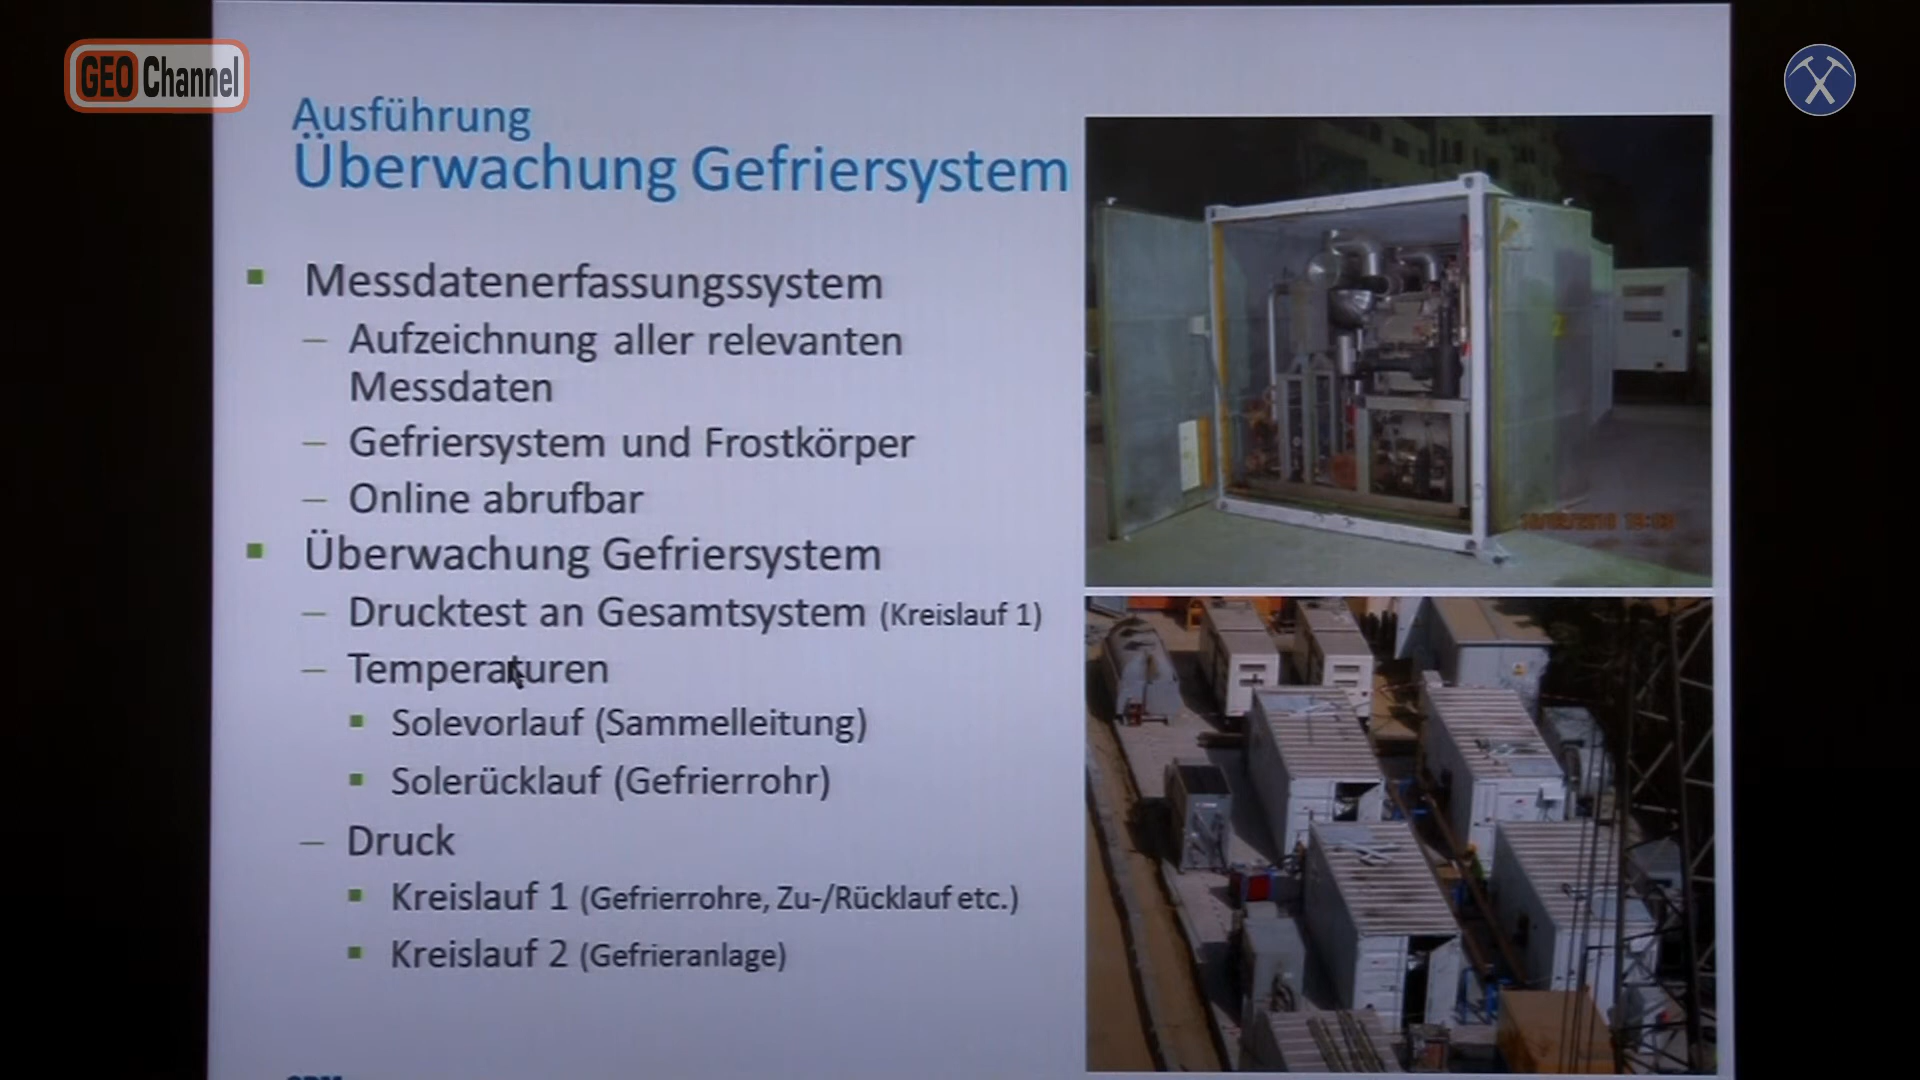 GEO Channel
Ausführung
Überwachung Gefriersystem
Messdatenerfassungssystem
– Aufzeichnung aller relevanten
Messdaten
– Gefriersystem und Frostkörper
– Online abrufbar
Überwachung Gefriersystem
– Drucktest an Gesamtsystem (Kreislauf 1)
– Temperaturen
Solevorlauf (Sammelleitung)
Solerücklauf (Gefrierrohr)
– Druck
Kreislauf 1 (Gefrierrohre, Zu-/Rücklauf etc.)
Kreislauf 2 (Gefrieranlage)